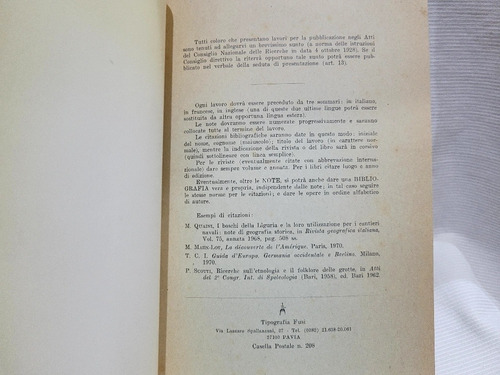 Tutti coloro che presentano lavori per la pubblicazione negli Atti
sono tenuti ad allegarvi un brevissimo sunto (a norma delle istruzioni
del Consiglio Nazionale delle Ricerche in data 4 ottobre 1928). Se il
Consiglio direttivo la riterrà opportuno tale sunto potrà essere pub-
blicato nel verbale della seduta di presentazione (art. 13).
Ogni lavoro dovrà essere preceduto da tre sommari: in italiano,
in francese, in inglese (una di queste due ultime lingue potrà essere
sostituita da altra opportuna lingua estera).
Le note dovranno essere numerate progressivamente e saranno
collocate tutte al termine del lavoro.
Le citazioni bibliografiche saranno date in questo modo: iniziale
del nome, cognome (maiuscolo); titolo del lavoro (in carattere nor-
male), mentre la indicazione della rivista o del libro sarà in corsivo
(quindi sottolineare con linea semplice).
Per le riviste (eventualmente citate con abbreviazione interna-
zionale) dare sempre volume e annata. Per i libri citare luogo e anno
di edizione.
Eventualmente, oltre le NOTE, si potrà anche dare una BIBLIO-
GRAFIA vera e propria, indipendente dalle note; in tal caso seguire
le stesse norme per le citazioni; e dare le opere in ordine alfabetico
di autore.
Esempi di citazioni:
M. QUAINI, I boschi della Liguria e la loro utilizzazione per i cantieri
navali: note di geografia storica, in Rivista geografica italiana,
Vol. 75, annata 1968, pag. 508 ss.
M. MAHN-LOT, La découverte de l'Amérique. Paris, 1970.
T. C. I. Guida d'Europa. Germania occidentale e Berlino. Milano,
1970.
P. SCOTTI, Ricerche sull'etnologia e il folklore delle grotte, in Atti
del 2° Congr. Int. di Speleologia (Bari, 1958), ed. Bari 1962
Tipografia Fusi
Via Lazzaro Spallanzani, 27 - Tel. (0382)
27100 PAVIA
Casella Postale n. 206